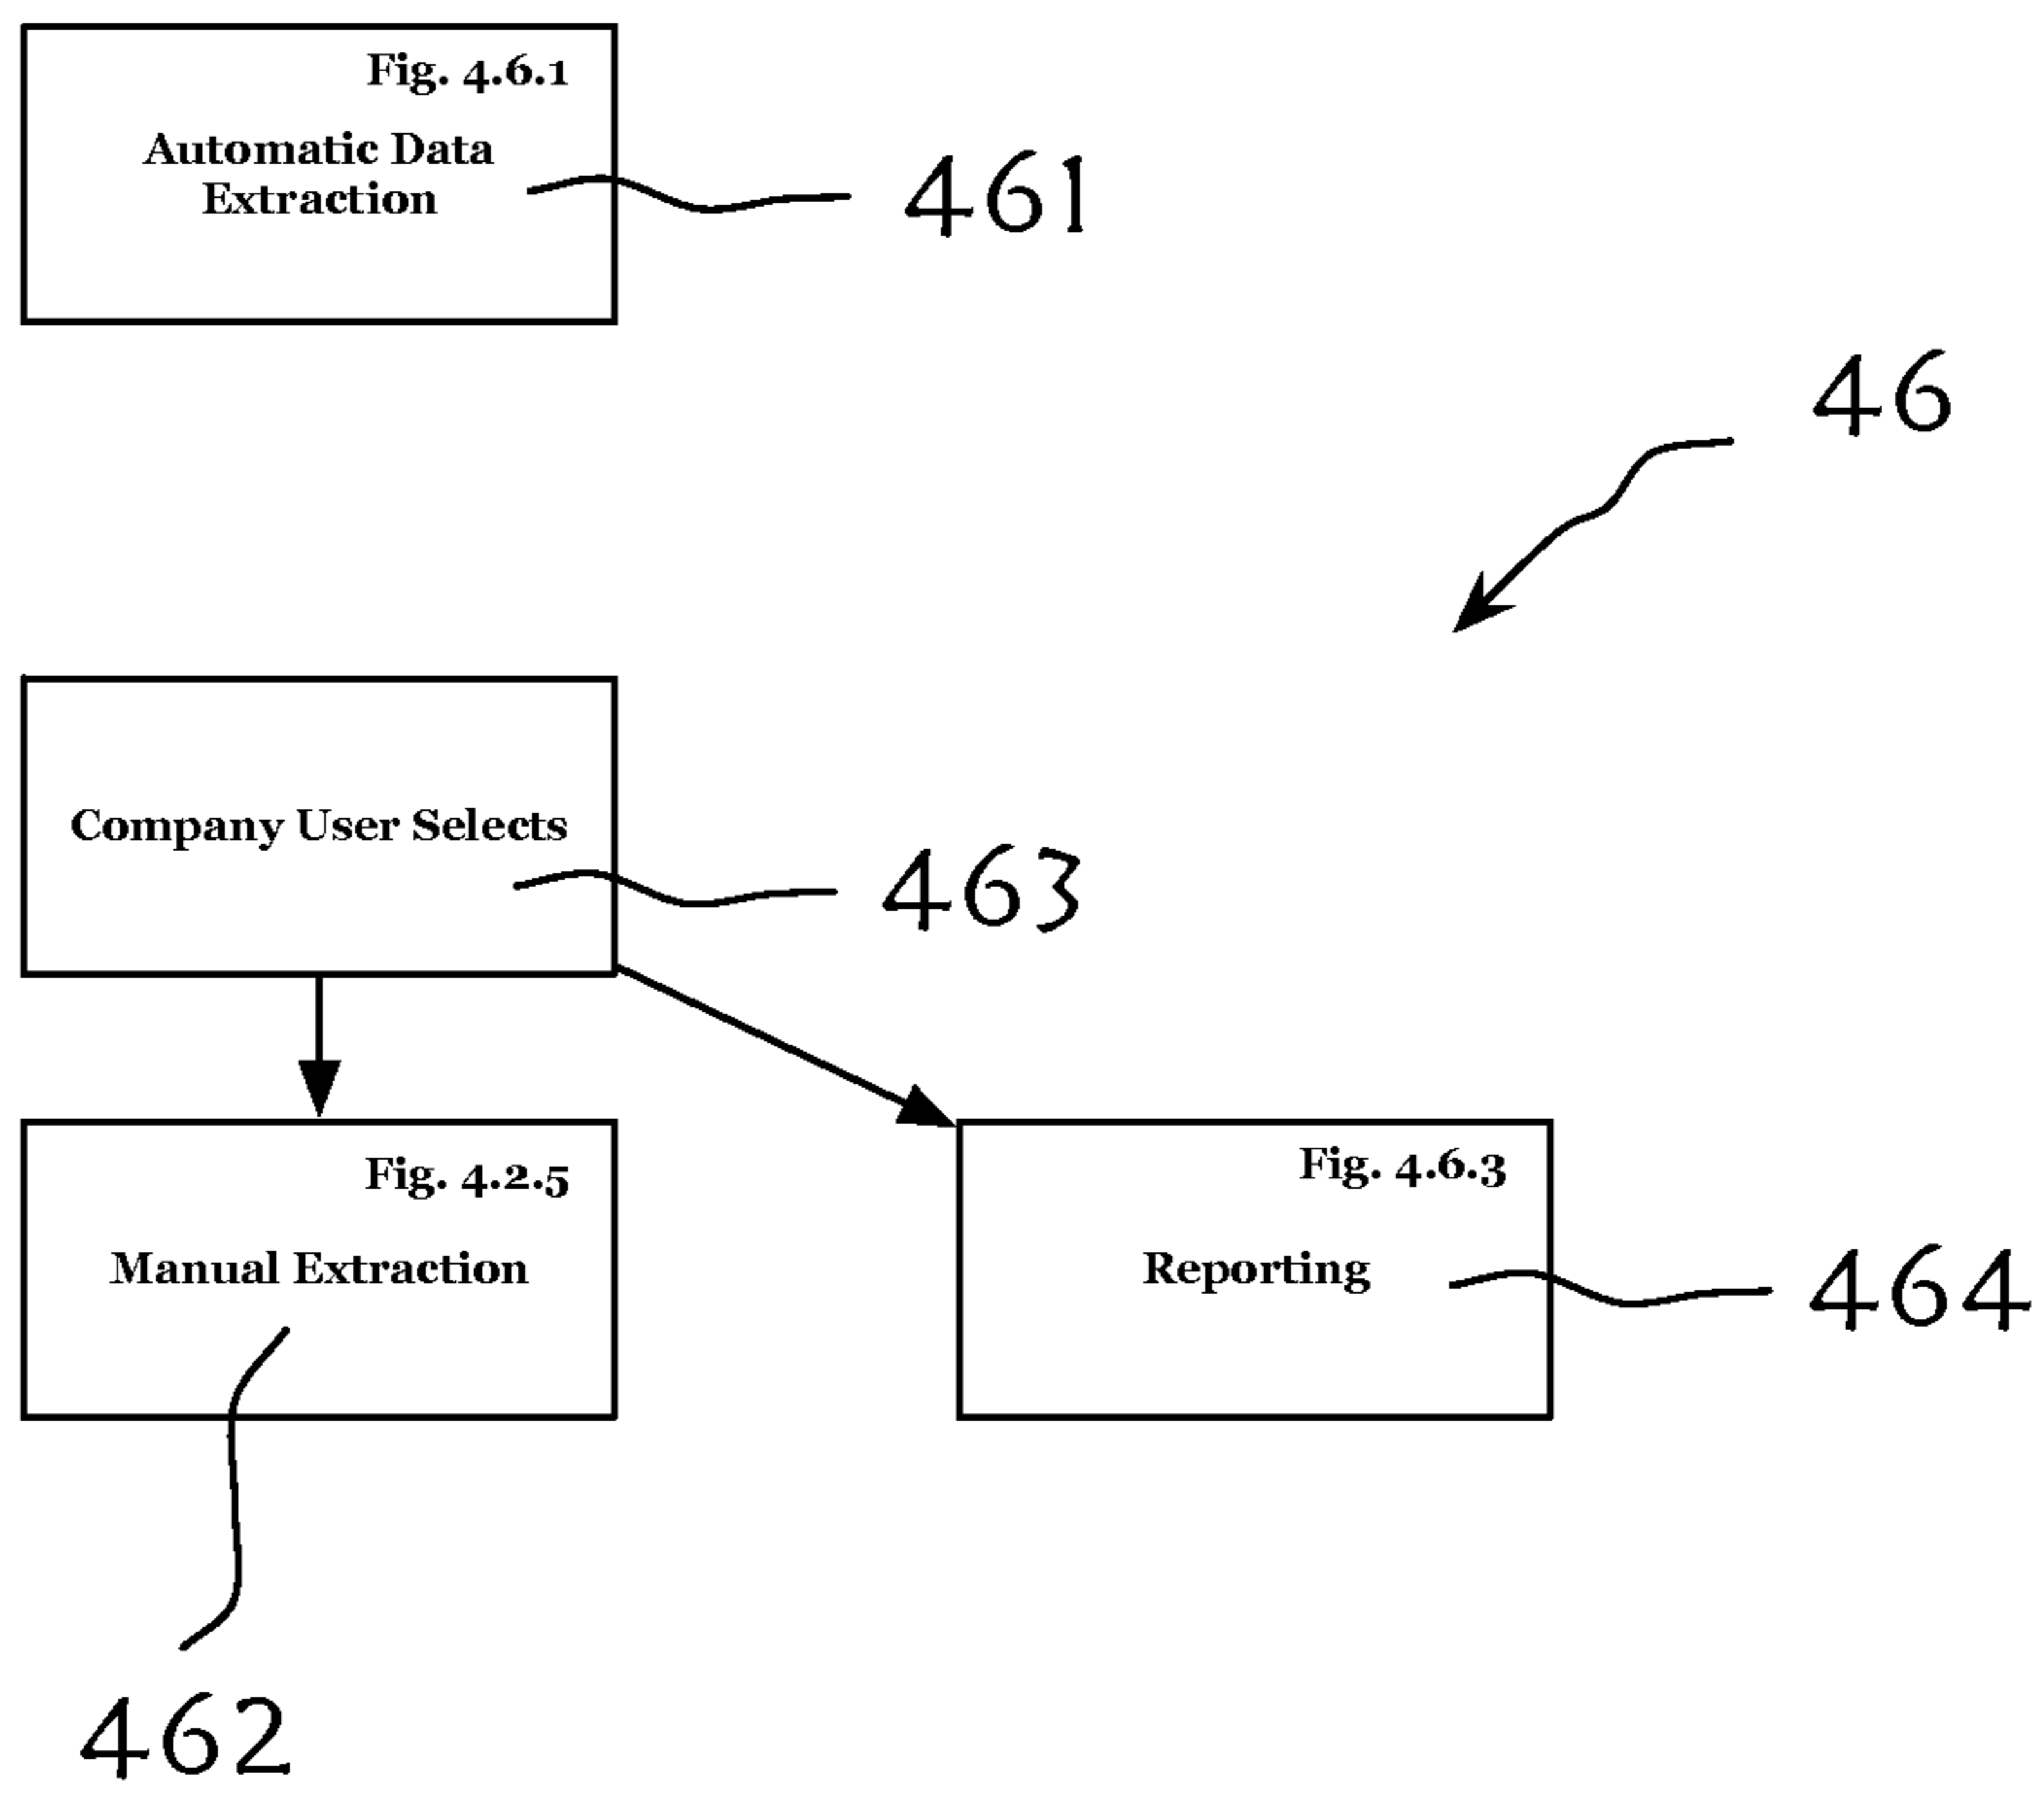 Fig. 4.6.1
Automatic Data
Extraction
461
46
Company User Selects
463
Fig. 4.2.5
Manual Extraction
Fig. 4.6.3
Reporting
464
462